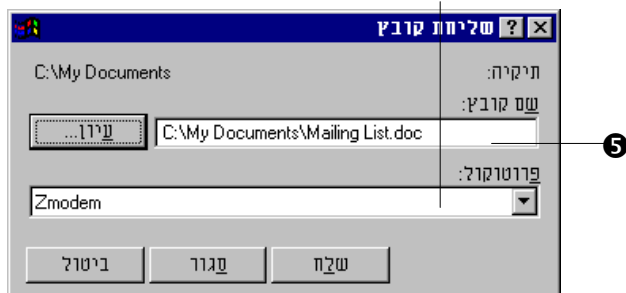 שליחת קובץ
תיקיה: C:\My Documents
שם קובץ:
C:\My Documents\Mailing List.doc עיון...
5
פרוטוקול:
Zmodem
שלח סגור ביטול